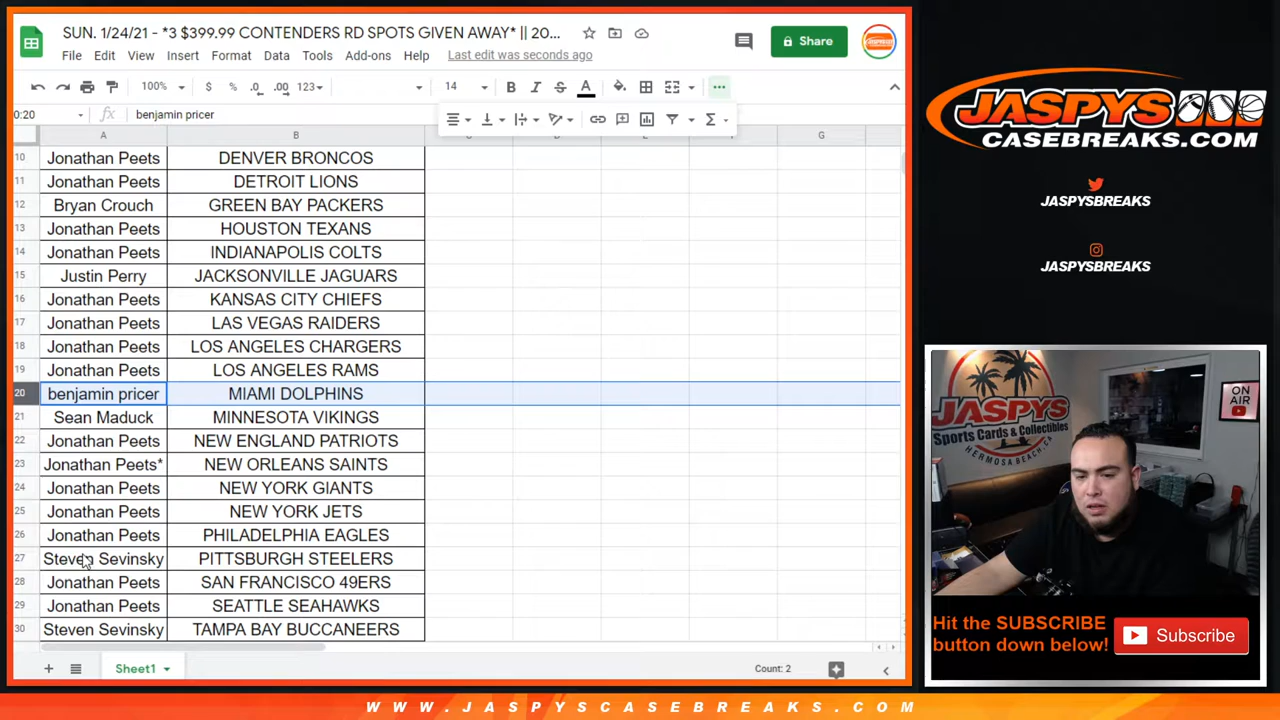 SUN. 1/24/21 - *3 $399.99 CONTENDERS RD SPOTS GIVEN AWAY* || 20...
File Edit View Insert Format Data Tools Add-ons Help Last edit was seconds ago
Share
100% $ % .0 .00 123 14 B I S A
0:20 fx benjamin pricer
A B E F G
10 Jonathan Peets DENVER BRONCOS
11 Jonathan Peets DETROIT LIONS
12 Bryan Crouch GREEN BAY PACKERS
13 Jonathan Peets HOUSTON TEXANS
14 Jonathan Peets INDIANAPOLIS COLTS
15 Justin Perry JACKSONVILLE JAGUARS
16 Jonathan Peets KANSAS CITY CHIEFS
17 Jonathan Peets LAS VEGAS RAIDERS
18 Jonathan Peets LOS ANGELES CHARGERS
19 Jonathan Peets LOS ANGELES RAMS
20 benjamin pricer MIAMI DOLPHINS
21 Sean Maduck MINNESOTA VIKINGS
22 Jonathan Peets NEW ENGLAND PATRIOTS
23 Jonathan Peets* NEW ORLEANS SAINTS
24 Jonathan Peets NEW YORK GIANTS
25 Jonathan Peets NEW YORK JETS
26 Jonathan Peets PHILADELPHIA EAGLES
27 Steven Sevinsky PITTSBURGH STEELERS
28 Jonathan Peets SAN FRANCISCO 49ERS
29 Jonathan Peets SEATTLE SEAHAWKS
30 Steven Sevinsky TAMPA BAY BUCCANEERS
Sheet1 Count: 2
JASPYS
CASEBREAKS.COM
JASPYSBREAKS
JASPYSBREAKS
JASPYS
Sports Cards & Collectibles
HERMOSA BEACH, CA
ON
AIR
Hit the SUBSCRIBE
button down below!
Subscribe
WWW.JASPYSCASEBREAKS.COM